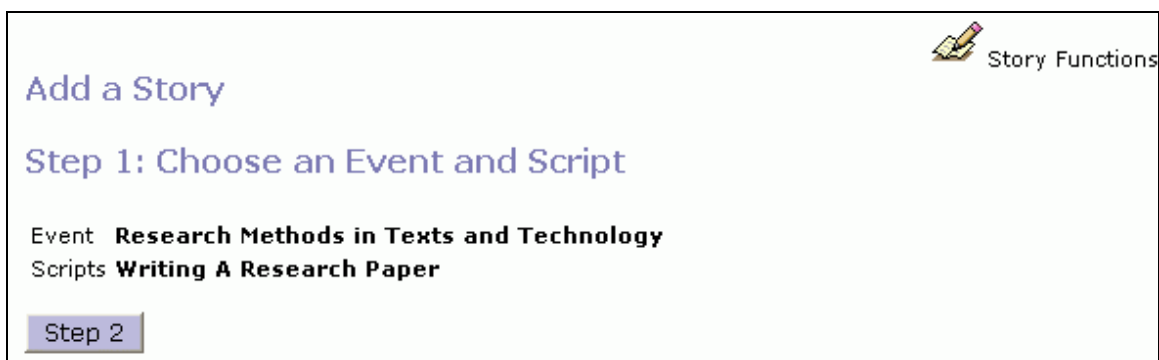 Story Functions
Add a Story
Step 1: Choose an Event and Script
Event Research Methods in Texts and Technology
Scripts Writing A Research Paper
Step 2